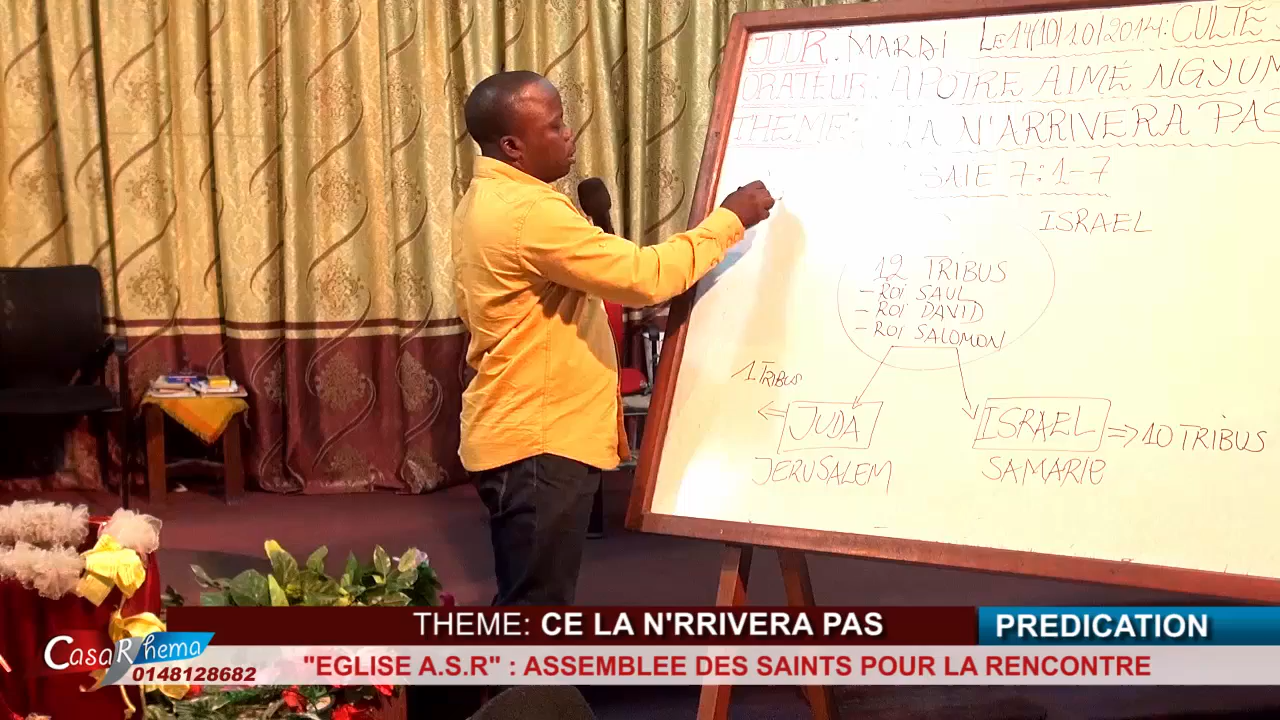 JOUR: MARDI LE 14/10/2014: CULTE
ORATEUR: APOTRE AIMÉ NGYUM
THEME: LA N'ARRIVERA PAS
SAIE 7:1-7
ISRAEL
12 TRIBUS
- ROI SAUL
- ROI DAVID
- ROI SALOMON
1 TRIBUS
JUDA
ISRAEL => 10 TRIBUS
JERUSALEM
SAMARIE
THEME: CE LA N'RRIVERA PAS
PREDICATION
CasaRhema
0148128682
"EGLISE A.S.R" : ASSEMBLEE DES SAINTS POUR LA RENCONTRE